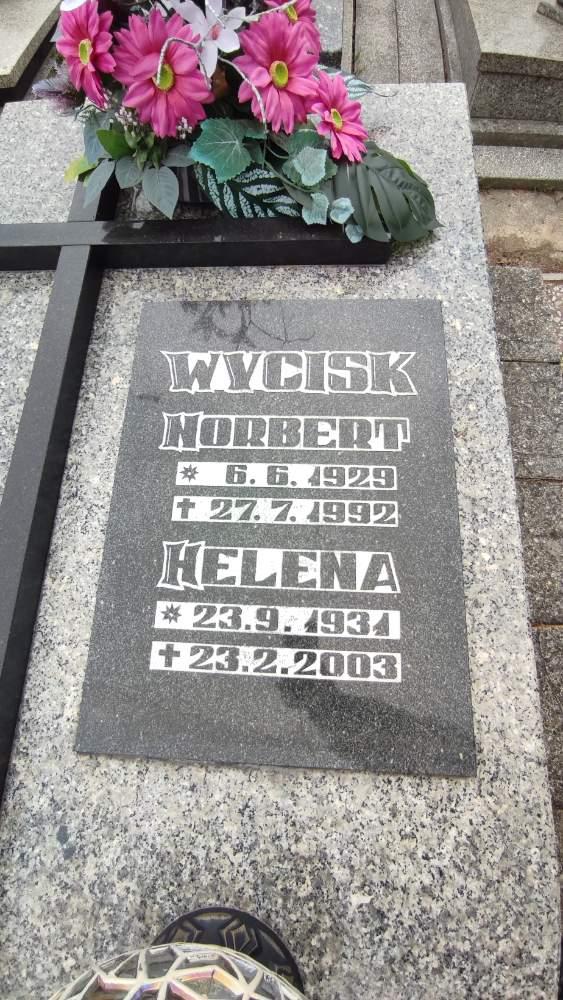 WYCISK
NORBERT
* 6.6.1929
✝ 27.7.1992
HELENA
* 23.9.1931
✝ 23.2.2003